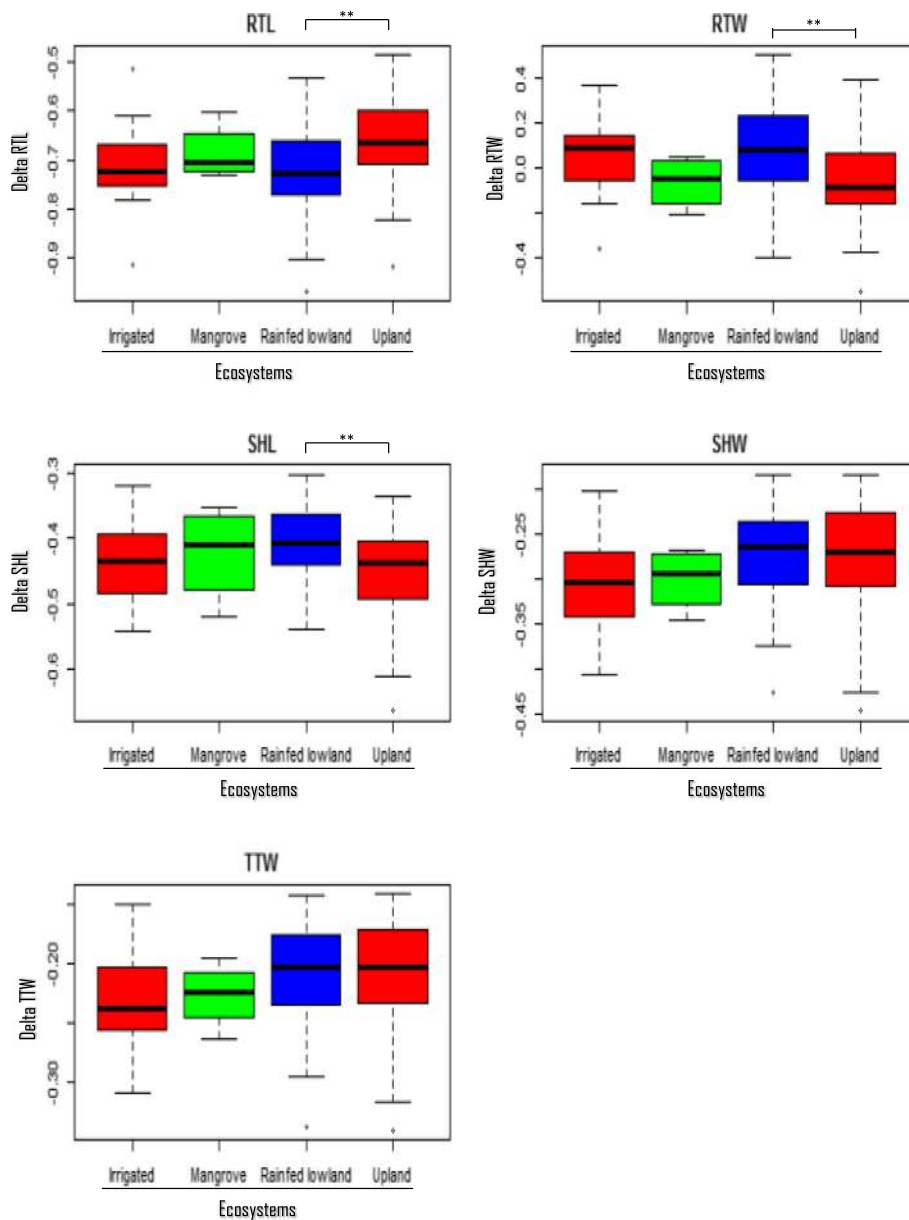 RTL
**
Delta RTL
-0.5
-0.6
-0.7
-0.8
-0.9
Irrigated Mangrove Rainfed lowland Upland
Ecosystems
RTW
**
Delta RTW
0.4
0.2
0.0
-0.4
Irrigated Mangrove Rainfed lowland Upland
Ecosystems
SHL
**
Delta SHL
-0.3
-0.4
-0.5
-0.6
Irrigated Mangrove Rainfed lowland Upland
Ecosystems
SHW
Delta SHW
-0.25
-0.35
-0.45
Irrigated Mangrove Rainfed lowland Upland
Ecosystems
TTW
Delta TTW
-0.20
-0.30
Irrigated Mangrove Rainfed lowland Upland
Ecosystems